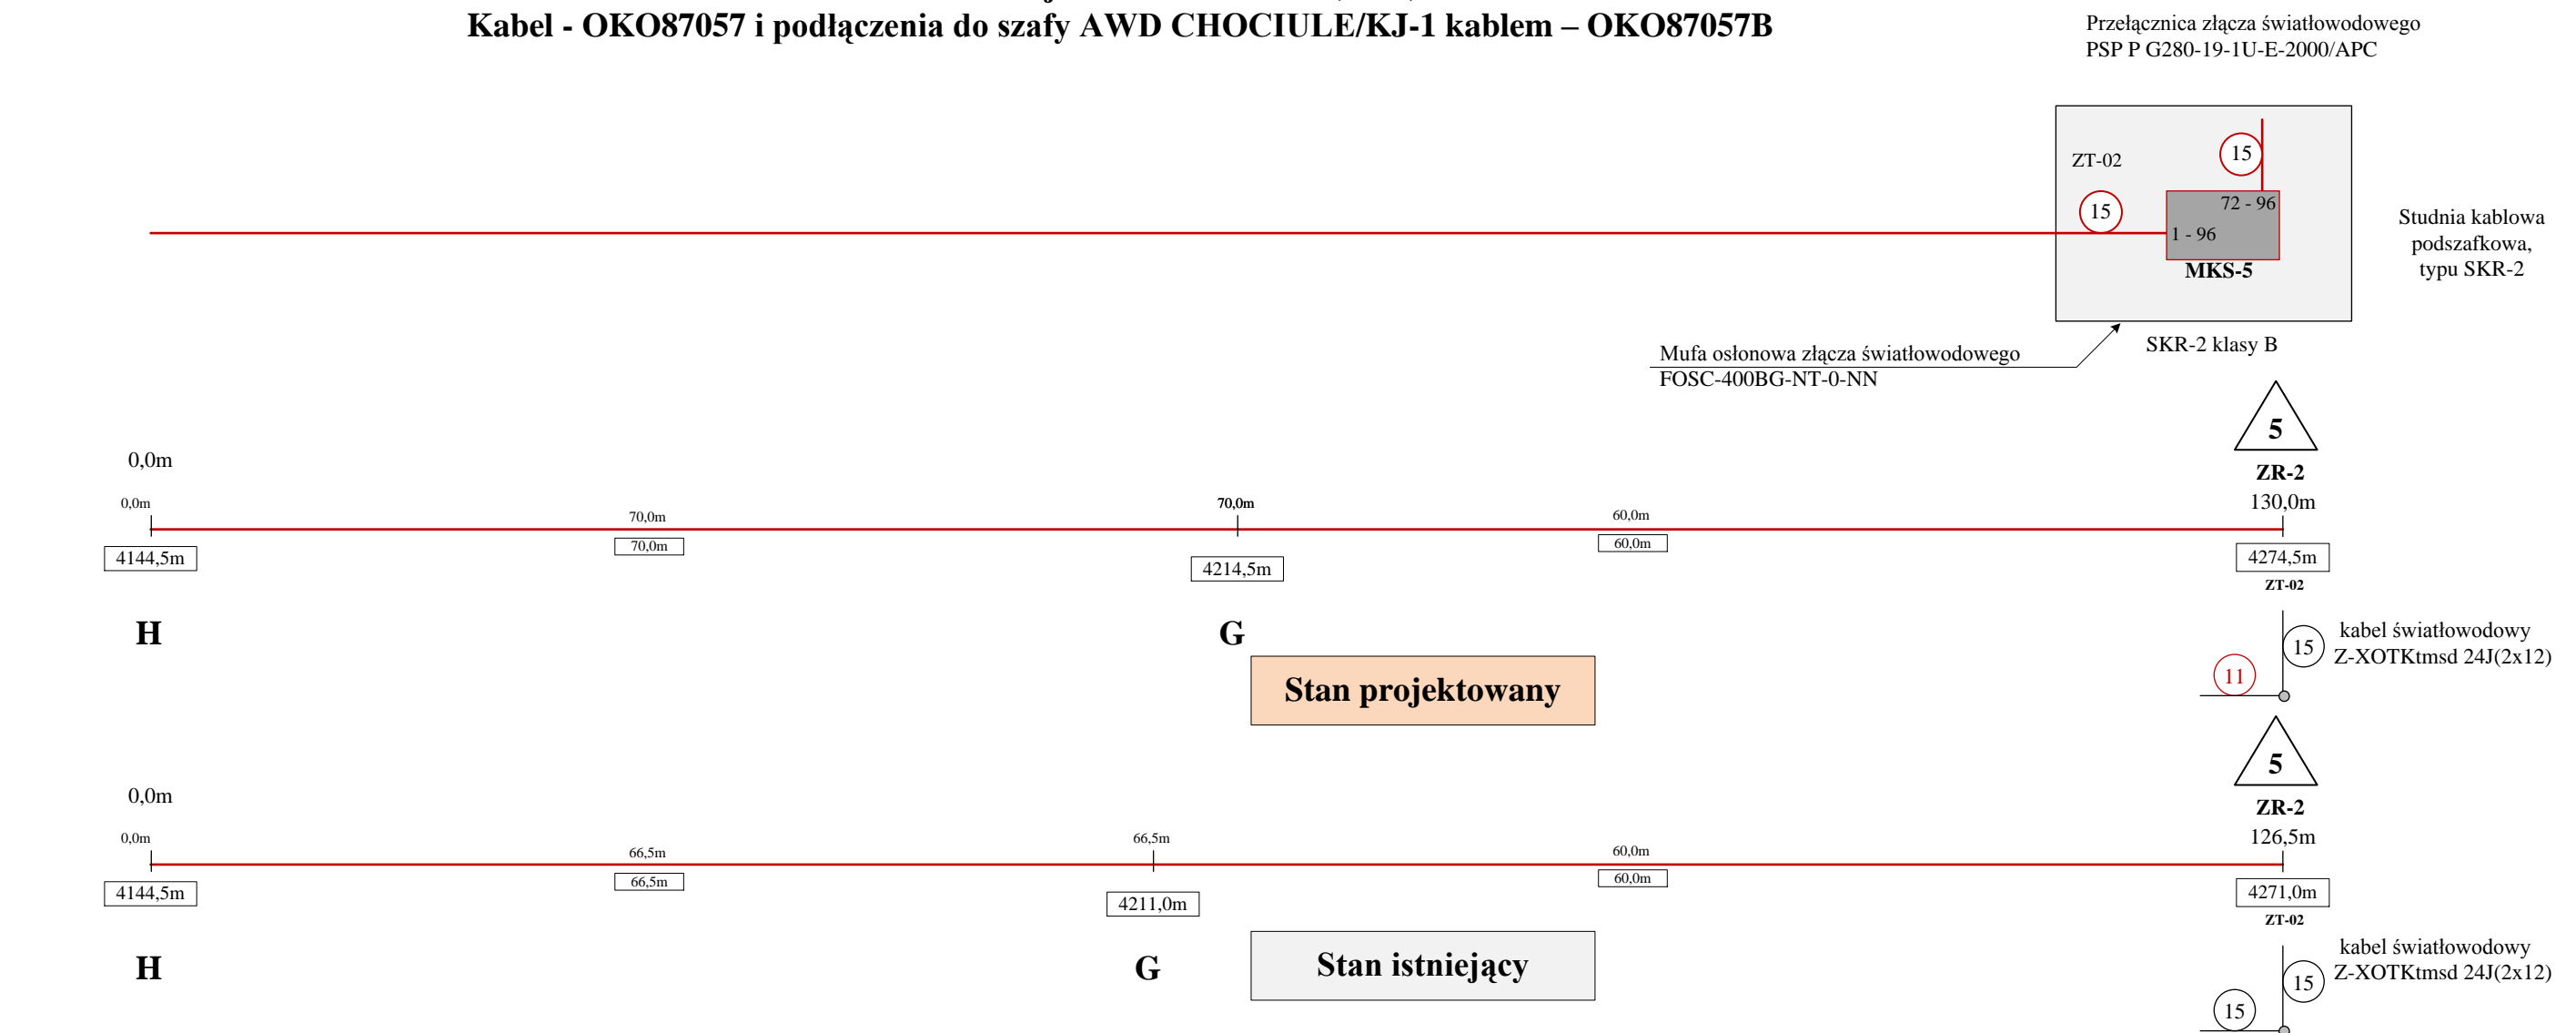 Kabel - OKO87057 i podłączenia do szafy AWD CHOCIULE/KJ-1 kablem – OKO87057B
Przełącznica złącza światłowodowego
PSP P G280-19-1U-E-2000/APC
ZT-02
15
15
72 - 96
1 - 96
MKS-5
Studnia kablowa
podszafkowa,
typu SKR-2
SKR-2 klasy B
Mufa osłonowa złącza światłowodowego
FOSC-400BG-NT-0-NN
5
ZR-2
0,0m
0,0m
70,0m
70,0m
60,0m
130,0m
70,0m
60,0m
4144,5m
4214,5m
4274,5m
ZT-02
H
G
Stan projektowany
11
15
kabel światłowodowy
Z-XOTKtmsd 24J(2x12)
5
ZR-2
0,0m
0,0m
66,5m
66,5m
60,0m
126,5m
66,5m
60,0m
4144,5m
4211,0m
4271,0m
ZT-02
H
G
Stan istniejący
15
15
kabel światłowodowy
Z-XOTKtmsd 24J(2x12)